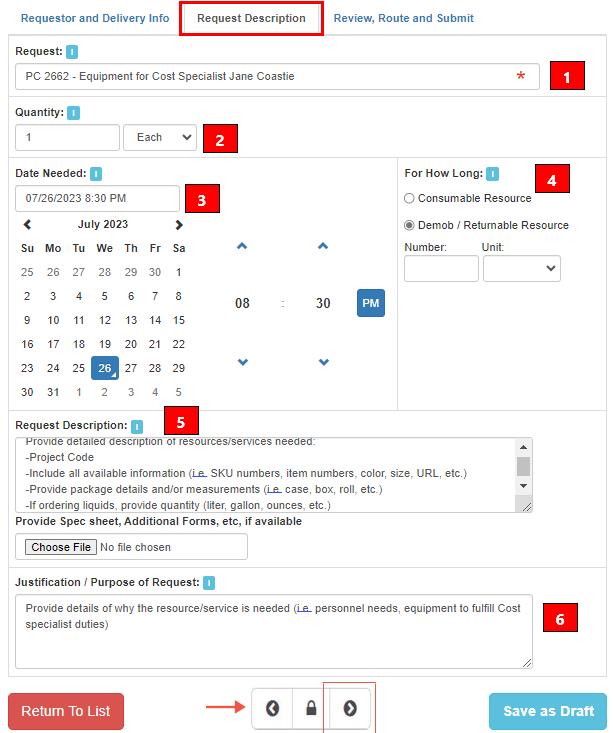 Requestor and Delivery Info Request Description Review, Route and Submit
Request: i
PC 2662 - Equipment for Cost Specialist Jane Coastie * 1
Quantity: i
1 Each 2
Date Needed: i
07/26/2023 8:30 PM 3
July 2023
Su Mo Tu We Th Fr Sa
25 26 27 28 29 30 1
2 3 4 5 6 7 8
9 10 11 12 13 14 15
16 17 18 19 20 21 22
23 24 25 26 27 28 29
30 31 1 2 3 4 5
08 : 30 PM
For How Long: i 4
Consumable Resource
Demob / Returnable Resource
Number: Unit:
Request Description: i 5
Provide detailed description of resources/services needed:
-Project Code
-Include all available information (i.e. SKU numbers, item numbers, color, size, URL, etc.)
-Provide package details and/or measurements (i.e. case, box, roll, etc.)
-If ordering liquids, provide quantity (liter, gallon, ounces, etc.)
Provide Spec sheet, Additional Forms, etc, if available
Choose File No file chosen
Justification / Purpose of Request: i
Provide details of why the resource/service is needed (i.e. personnel needs, equipment to fulfill Cost
specialist duties)
6
Return To List
Save as Draft